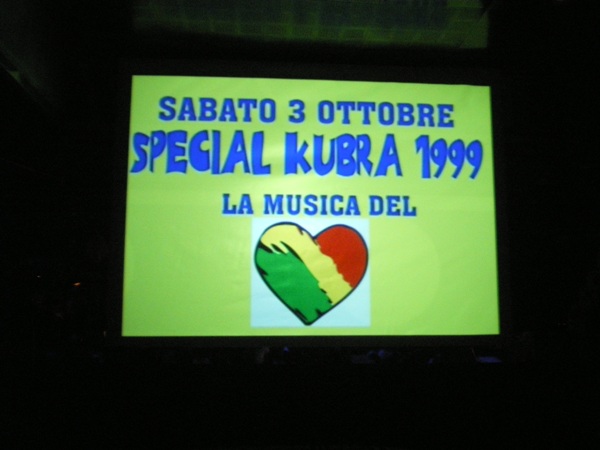 SABATO 3 OTTOBRE
SPECIAL KUBRA 1999
LA MUSICA DEL